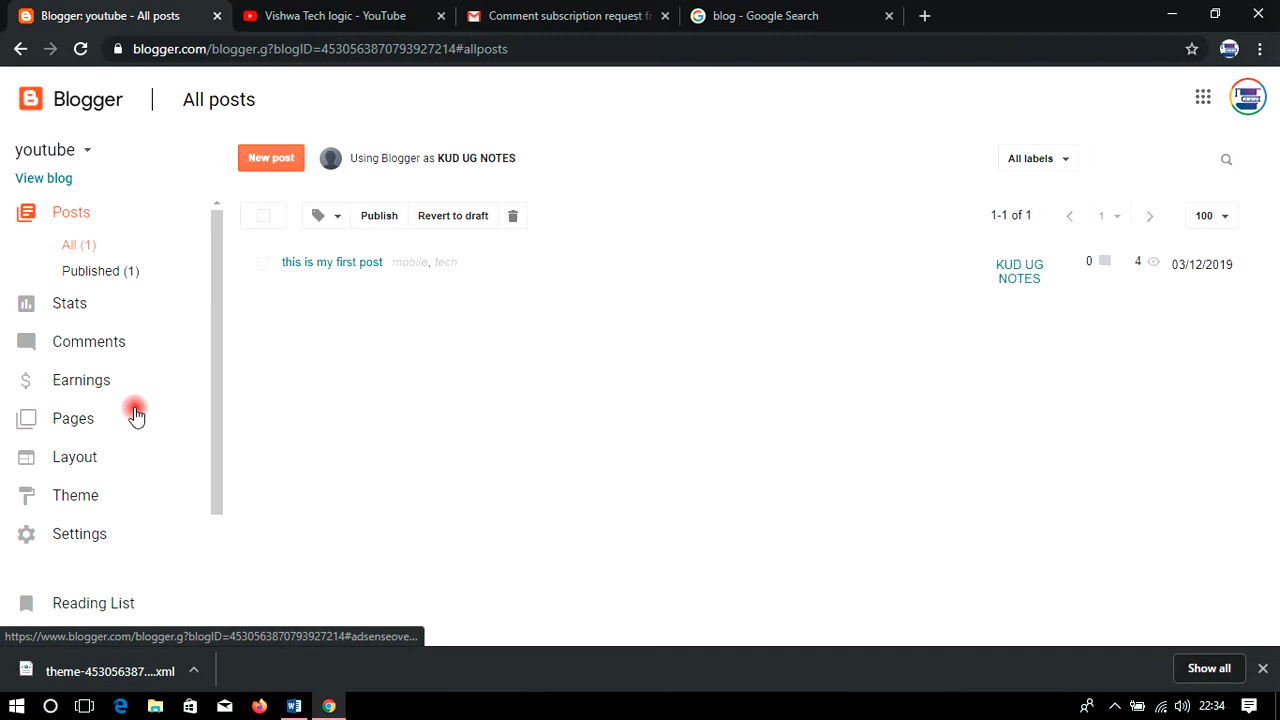 Blogger: youtube - All posts
Vishwa Tech logic - YouTube
Comment subscription request fr
blog - Google Search
blogger.com/blogger.g?blogID=4530563870793927214#allposts
Blogger
All posts
youtube
View blog
New post
Using Blogger as KUD UG NOTES
All labels
Posts
All (1)
Published (1)
Stats
Comments
Earnings
Pages
Layout
Theme
Settings
Reading List
Publish
Revert to draft
1-1 of 1
1
100
this is my first post mobile, tech
KUD UG
NOTES
0
4
03/12/2019
https://www.blogger.com/blogger.g?blogID=4530563870793927214#adsenseove...
theme-453056387....xml
Show all
22:34